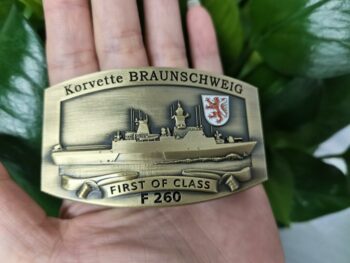 Korvette BRAUNSCHWEIG
FIRST OF CLASS
F 260